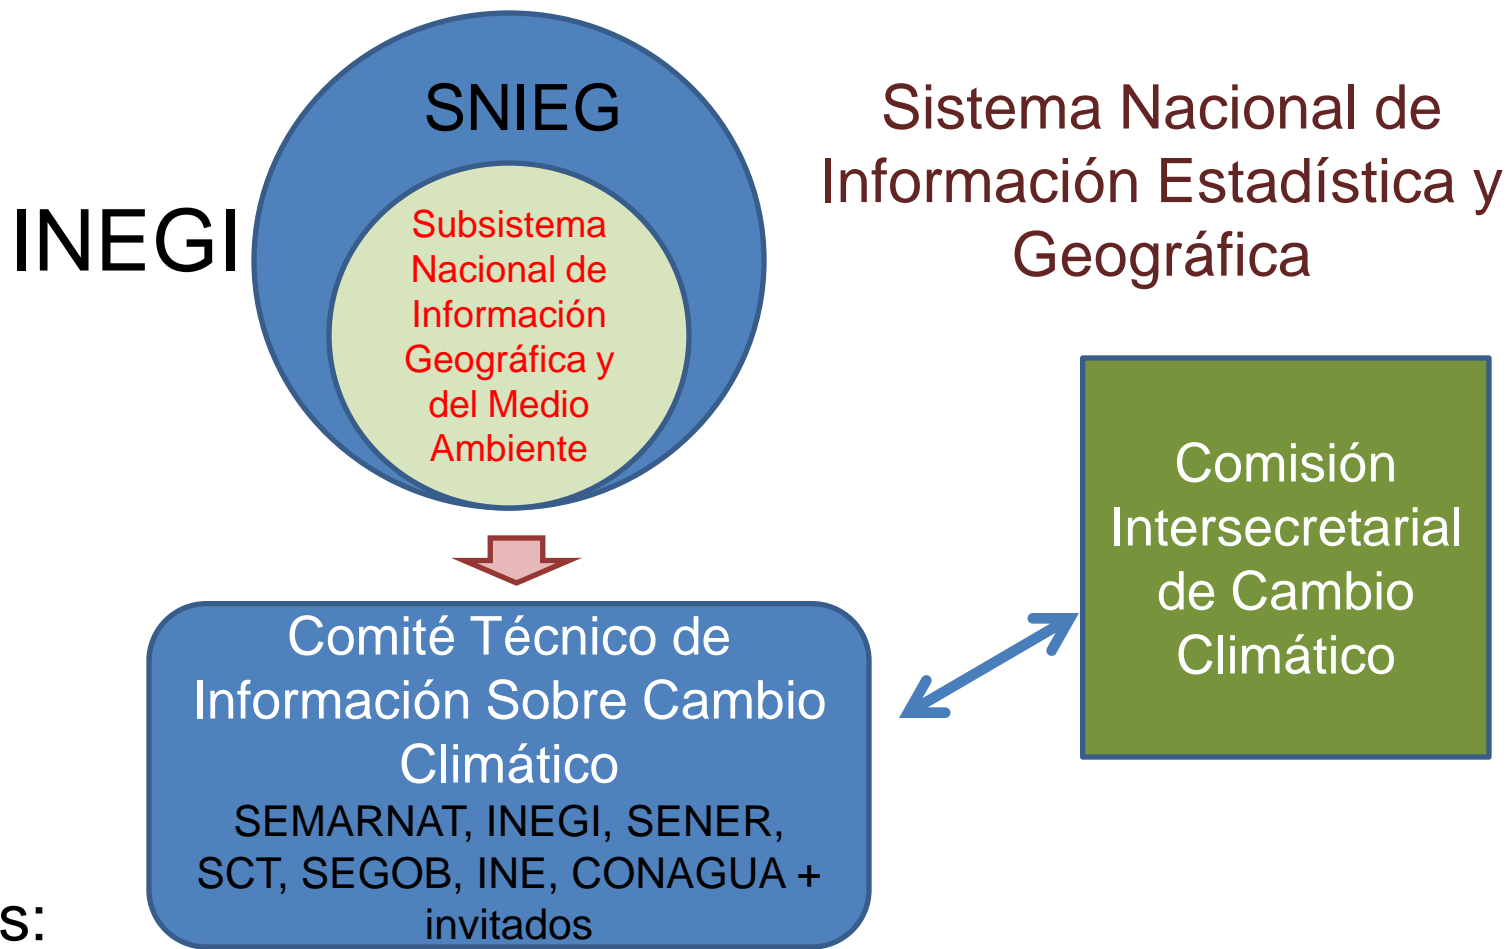 SNIEG
INEGI
Subsistema
Nacional de
Información
Geográfica y
del Medio
Ambiente
Sistema Nacional de
Información Estadística y
Geográfica
Comisión
Intersecretarial
de Cambio
Climático
Comité Técnico de
Información Sobre Cambio
Climático
SEMARNAT, INEGI, SENER,
SCT, SEGOB, INE, CONAGUA +
invitados
s: